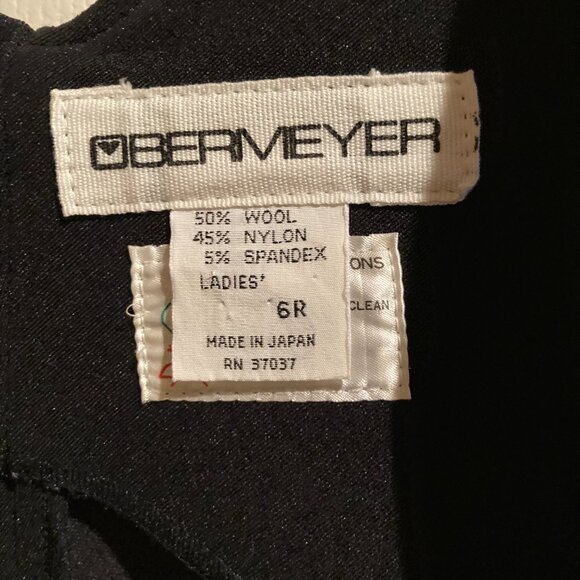 OBERMEYER
50% WOOL
45% NYLON
5% SPANDEX
LADIES'
6R
MADE IN JAPAN
RN 37037
ONS
CLEAN